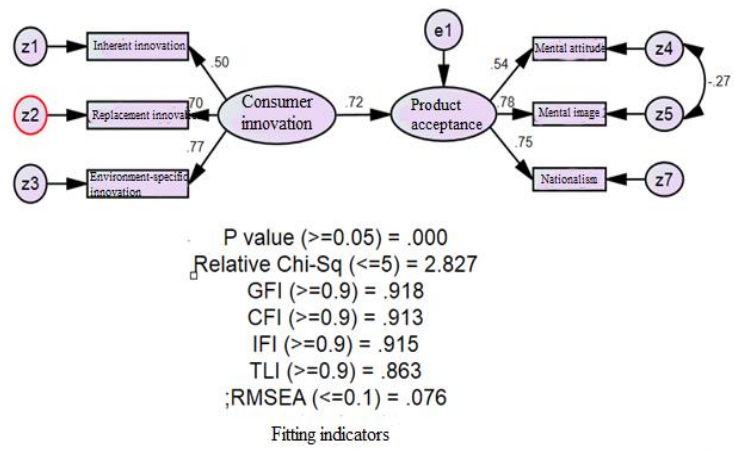 e1
z1
Inherent innovation
.50
z2
Replacement innova
.70
z3
Environment-specific
innovation
.77
Consumer
innovation
.72
Product
acceptance
.54
Mental attitude
z4
-.27
.78
Mental image
z5
.75
Nationalism
z7
P value (>=0.05) = .000
Relative Chi-Sq (<=5) = 2.827
GFI (>=0.9) = .918
CFI (>=0.9) = .913
IFI (>=0.9) = .915
TLI (>=0.9) = .863
;RMSEA (<=0.1) = .076
Fitting indicators